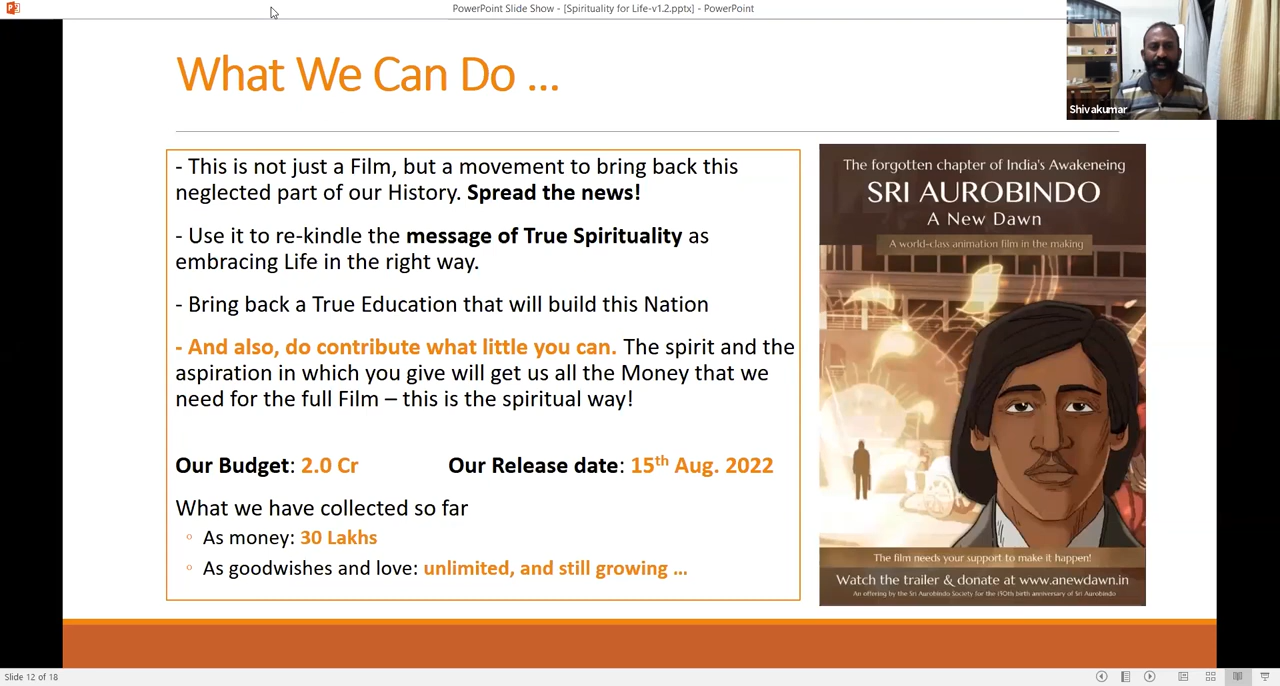 PowerPoint Slide Show - [Spirituality for Life-v1.2.pptx] - PowerPoint
What We Can Do ...
Shivakumar
- This is not just a Film, but a movement to bring back this
neglected part of our History. Spread the news!
- Use it to re-kindle the message of True Spirituality as
embracing Life in the right way.
- Bring back a True Education that will build this Nation
- And also, do contribute what little you can. The spirit and the
aspiration in which you give will get us all the Money that we
need for the full Film – this is the spiritual way!
Our Budget: 2.0 Cr Our Release date: 15th Aug. 2022
What we have collected so far
○ As money: 30 Lakhs
○ As goodwishes and love: unlimited, and still growing ...
The forgotten chapter of India's Awakeneing
SRI AUROBINDO
A New Dawn
A world-class animation film in the making
The film needs your support to make it happen!
Watch the trailer & donate at www.anewdawn.in
An offering by the Sri Aurobindo Society for the 150th birth anniversary of Sri Aurobindo
Slide 12 of 18